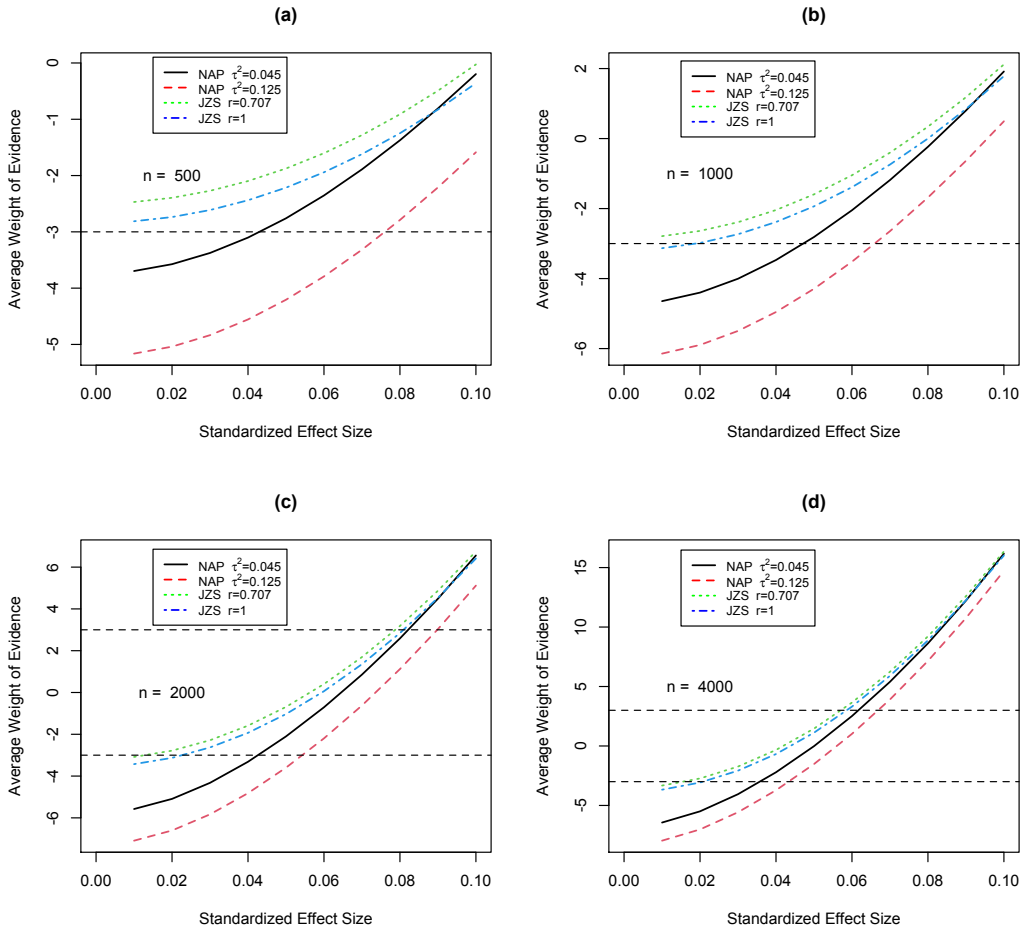 (a)
NAP τ²=0.045
NAP τ²=0.125
JZS r=0.707
JZS r=1
n = 500
0
-1
-2
-3
-4
-5
Average Weight of Evidence
0.00 0.02 0.04 0.06 0.08 0.10
Standardized Effect Size
(b)
NAP τ²=0.045
NAP τ²=0.125
JZS r=0.707
JZS r=1
n = 1000
2
0
-2
-4
-6
Average Weight of Evidence
0.00 0.02 0.04 0.06 0.08 0.10
Standardized Effect Size
(c)
NAP τ²=0.045
NAP τ²=0.125
JZS r=0.707
JZS r=1
n = 2000
6
4
2
0
-2
-4
-6
Average Weight of Evidence
0.00 0.02 0.04 0.06 0.08 0.10
Standardized Effect Size
(d)
NAP τ²=0.045
NAP τ²=0.125
JZS r=0.707
JZS r=1
n = 4000
15
10
5
0
-5
Average Weight of Evidence
0.00 0.02 0.04 0.06 0.08 0.10
Standardized Effect Size